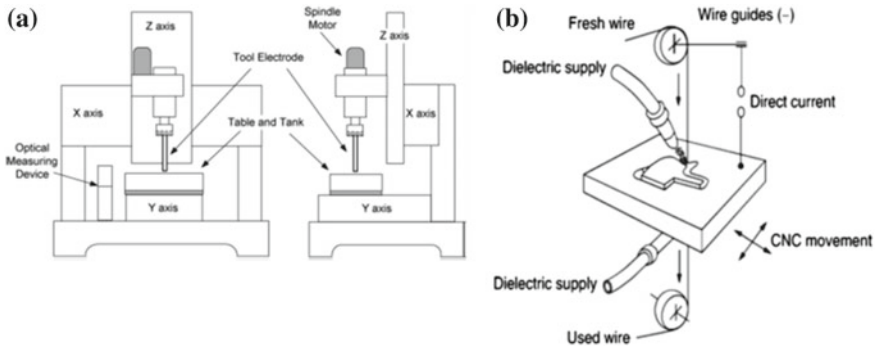 (a)
Spindle
Motor
Z axis
Z axis
Tool Electrode
X axis
X axis
Table and Tank
Optical
Measuring
Device
Y axis
Y axis
(b)
Fresh wire
Wire guides (–)
Dielectric supply
Direct current
CNC movement
Dielectric supply
Used wire